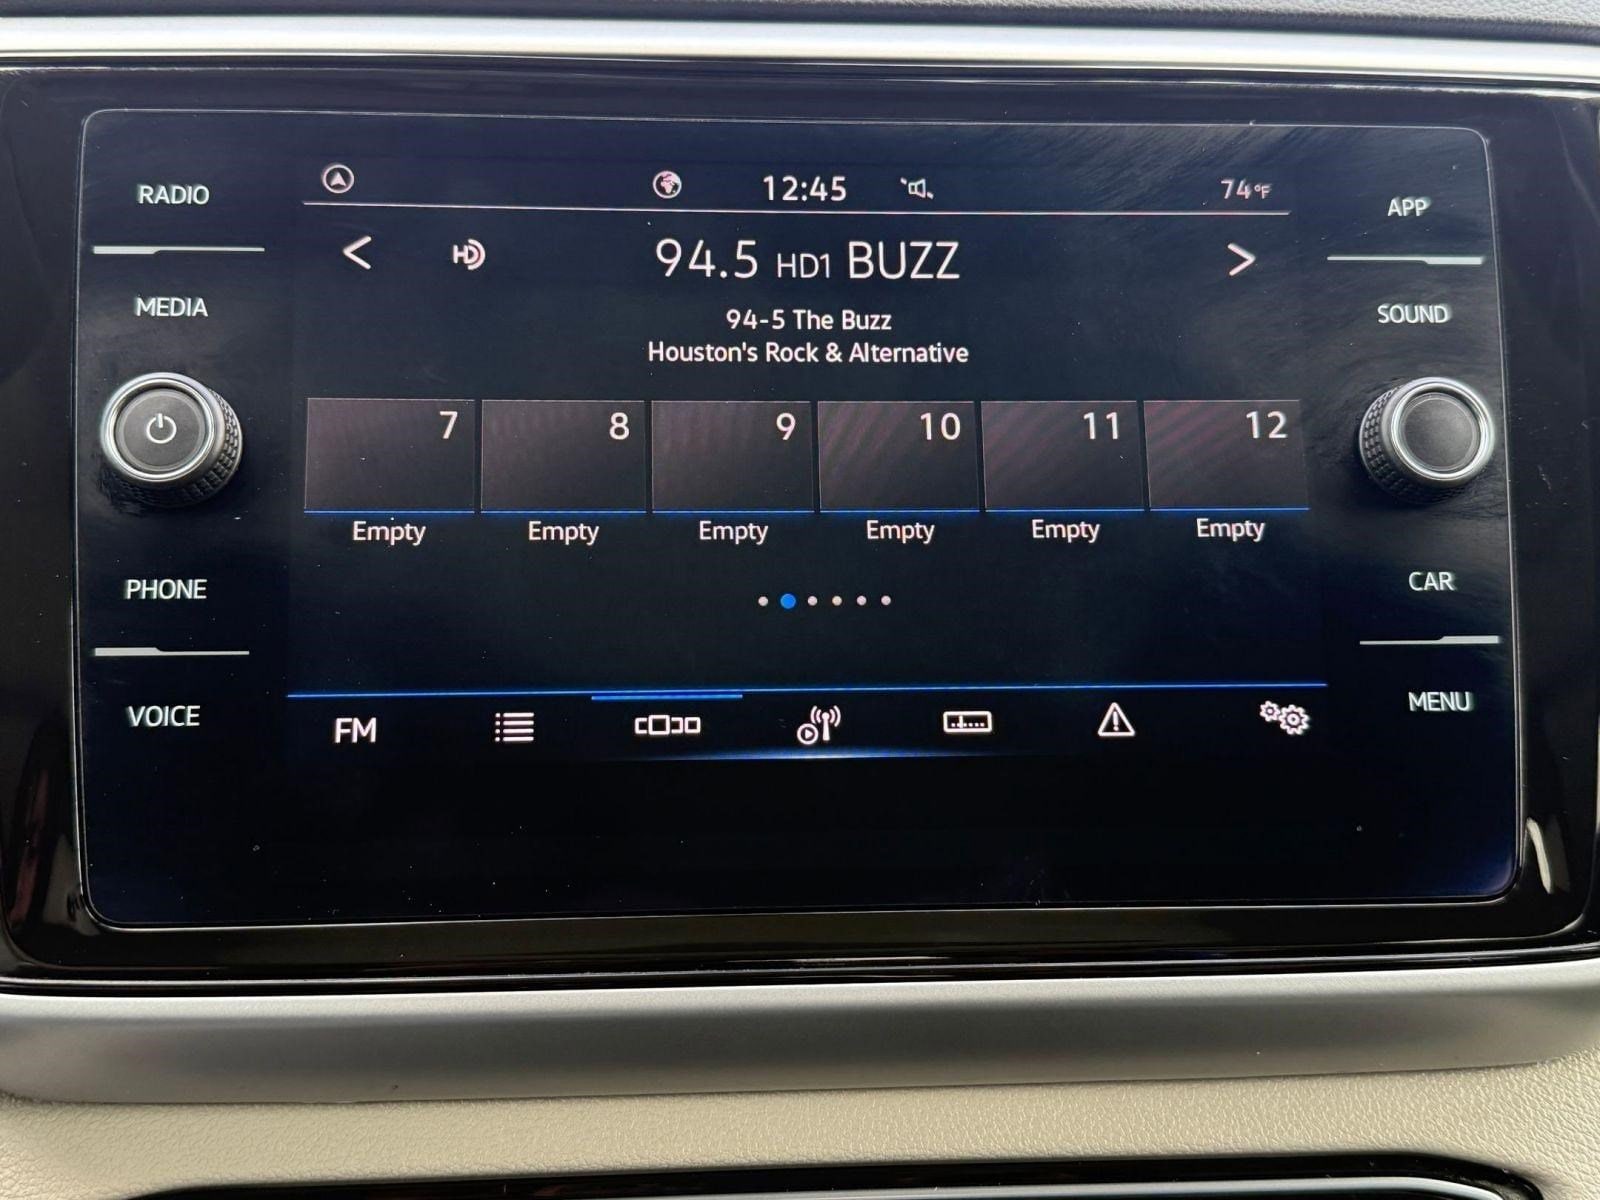 RADIO
MEDIA
PHONE
VOICE
12:45
74°F
94.5 HD1 BUZZ
94-5 The Buzz
Houston's Rock & Alternative
7 8 9 10 11 12
Empty Empty Empty Empty Empty Empty
FM
APP
SOUND
CAR
MENU